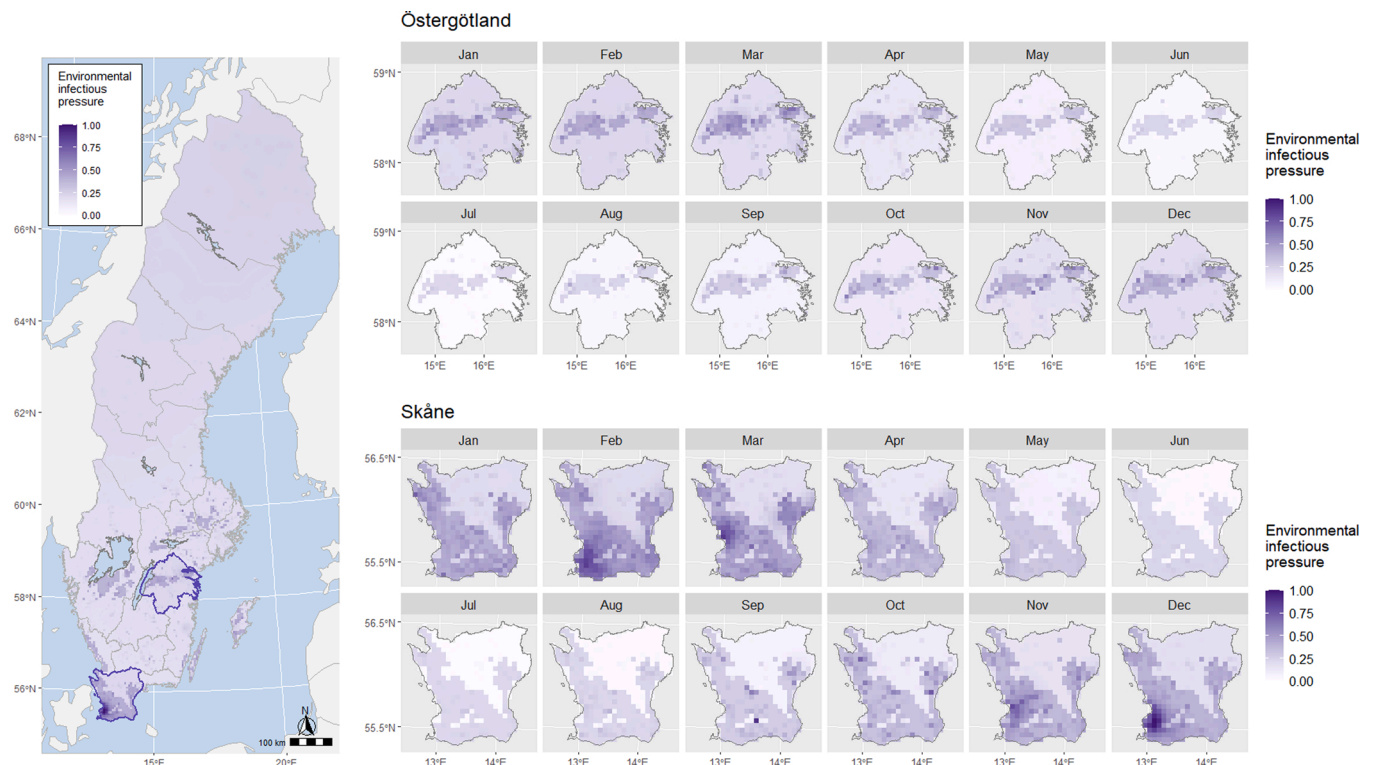 Östergötland
Jan Feb Mar Apr May Jun
59°N
58°N
Jul Aug Sep Oct Nov Dec
59°N
58°N
15°E 16°E 15°E 16°E 15°E 16°E 15°E 16°E 15°E 16°E 15°E 16°E
Environmental
infectious
pressure
1.00
0.75
0.50
0.25
0.00
Environmental
infectious
pressure
1.00
0.75
0.50
0.25
0.00
68°N
66°N
64°N
62°N
60°N
58°N
56°N
N
100 km
15°E 20°E
Skåne
Jan Feb Mar Apr May Jun
56.5°N
55.5°N
Jul Aug Sep Oct Nov Dec
56.5°N
55.5°N
13°E 14°E 13°E 14°E 13°E 14°E 13°E 14°E 13°E 14°E 13°E 14°E
Environmental
infectious
pressure
1.00
0.75
0.50
0.25
0.00